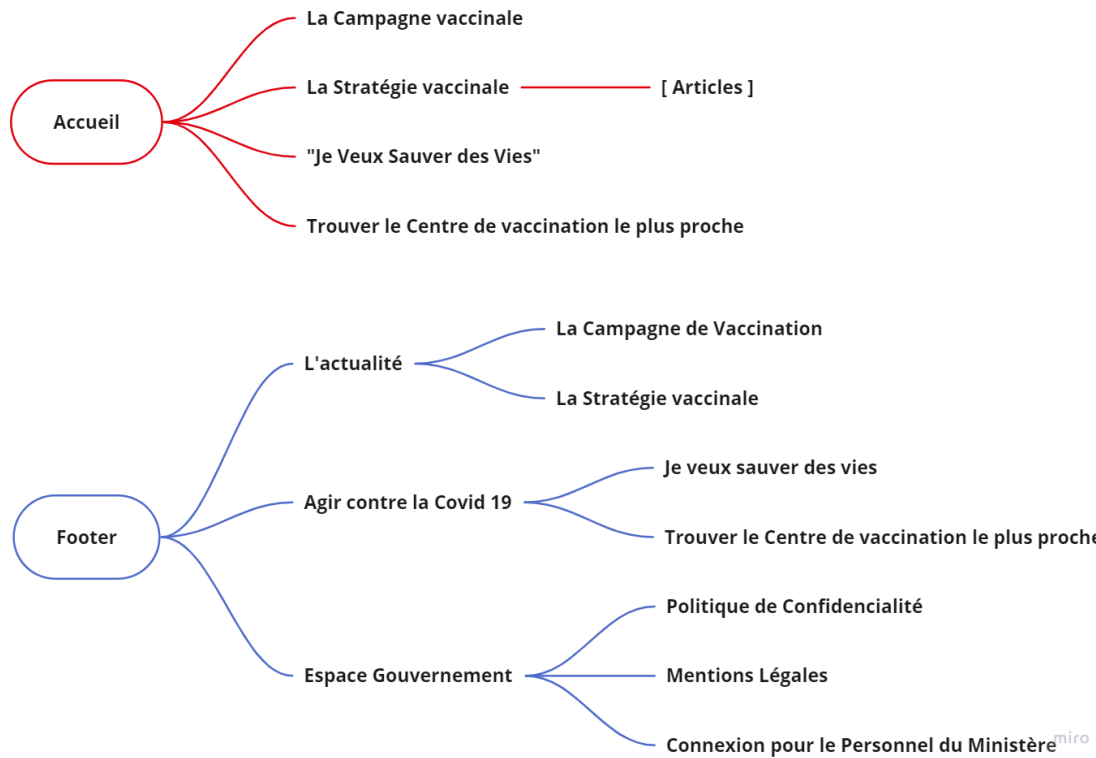 La Campagne vaccinale
La Stratégie vaccinale
[ Articles ]
Accueil
"Je Veux Sauver des Vies"
Trouver le Centre de vaccination le plus proche
La Campagne de Vaccination
L'actualité
La Stratégie vaccinale
Je veux sauver des vies
Agir contre la Covid 19
Trouver le Centre de vaccination le plus proche
Footer
Politique de Confidencialité
Espace Gouvernement
Mentions Légales
Connexion pour le Personnel du Ministère
miro